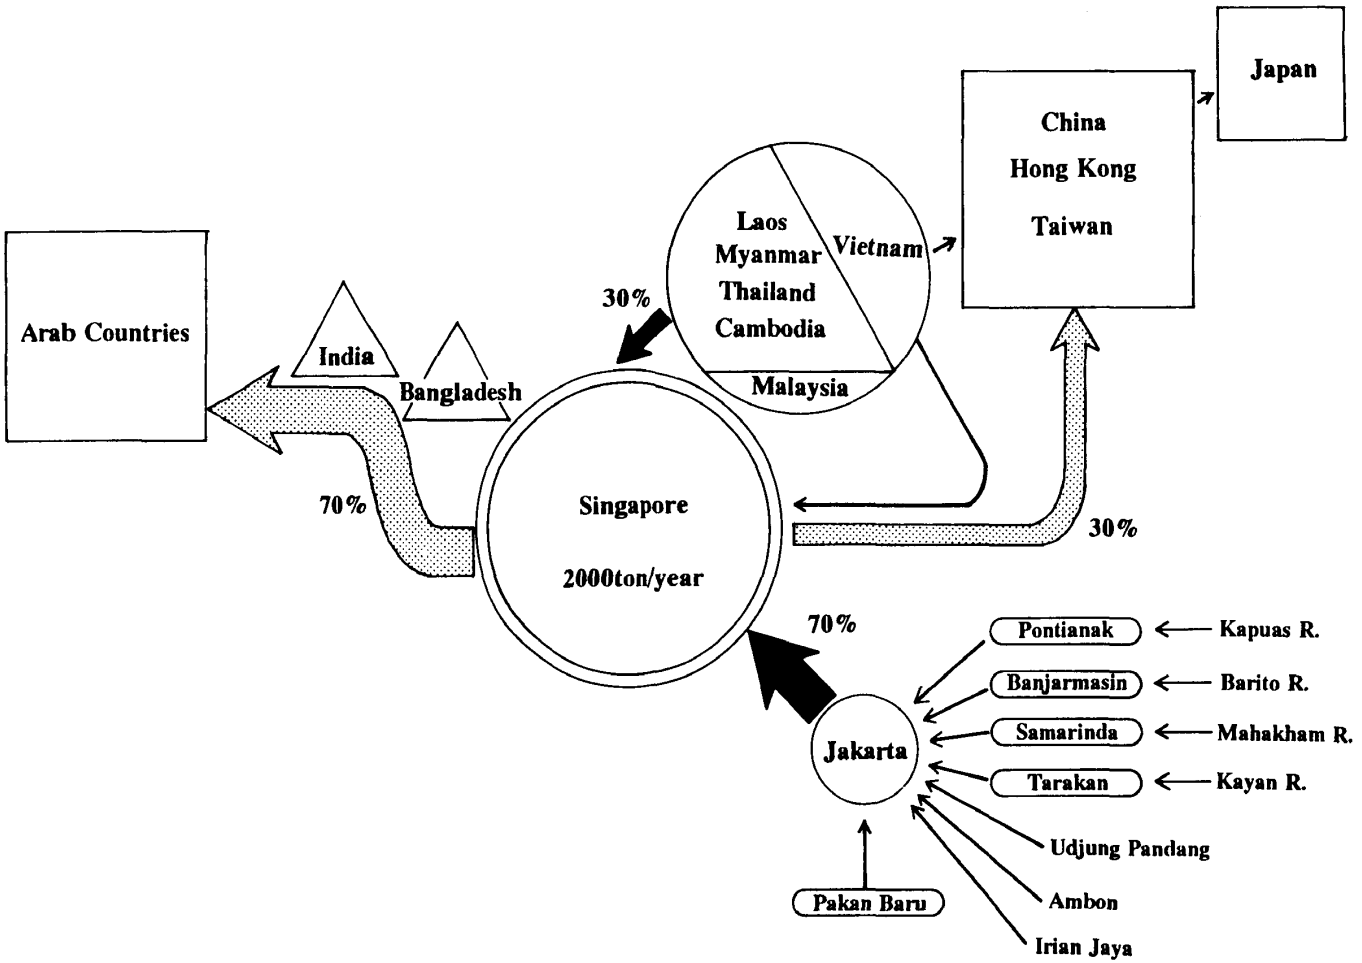 Japan
China
Hong Kong
Taiwan
Laos
Myanmar
Thailand
Cambodia
Vietnam
Malaysia
30%
Arab Countries
India
Bangladesh
70%
Singapore
2000ton/year
30%
70%
Jakarta
Pontianak
Kapuas R.
Banjarmasin
Barito R.
Samarinda
Mahakham R.
Tarakan
Kayan R.
Udjung Pandang
Ambon
Irian Jaya
Pakan Baru